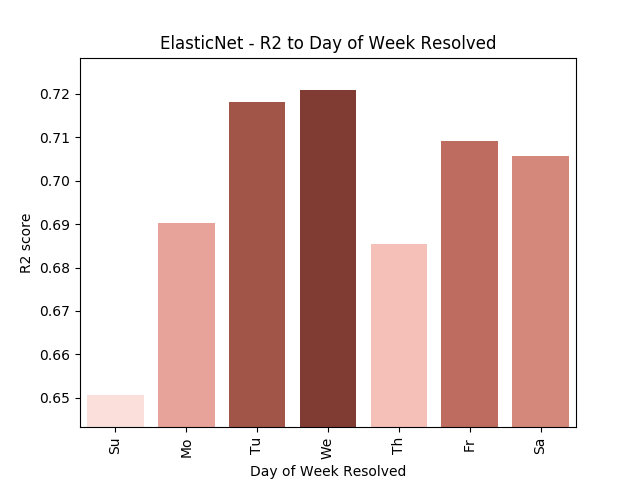 ElasticNet - R2 to Day of Week Resolved
0.72
0.71
0.70
0.69
0.68
0.67
0.66
0.65
R2 score
Su Mo Tu We Th Fr Sa
Day of Week Resolved